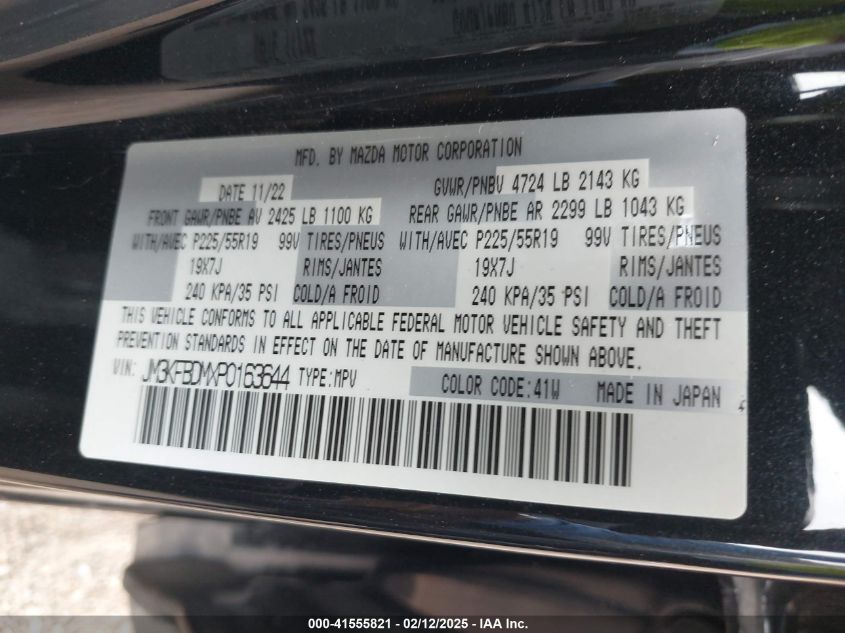 MFD. BY MAZDA MOTOR CORPORATION
DATE 11/22 GVWR/PNBV 4724 LB 2143 KG
FRONT GAWR/PNBE AV 2425 LB 1100 KG REAR GAWR/PNBE AR 2299 LB 1043 KG
WITH/AVEC P225/55R19 99V TIRES/PNEUS WITH/AVEC P225/55R19 99V TIRES/PNEUS
19X7J RIMS/JANTES 19X7J RIMS/JANTES
240 KPA/35 PSI COLD/A FROID 240 KPA/35 PSI COLD/A FROID
THIS VEHICLE CONFORMS TO ALL APPLICABLE FEDERAL MOTOR VEHICLE SAFETY AND THEFT
PREVENTION STANDARDS IN EFFECT ON THE DATE OF MANUFACTURE SHOWN ABOVE.
VIN: JM3KFBDMXP0163644 TYPE:MPV COLOR CODE:41W MADE IN JAPAN
000-41555821 - 02/12/2025 - IAA Inc.